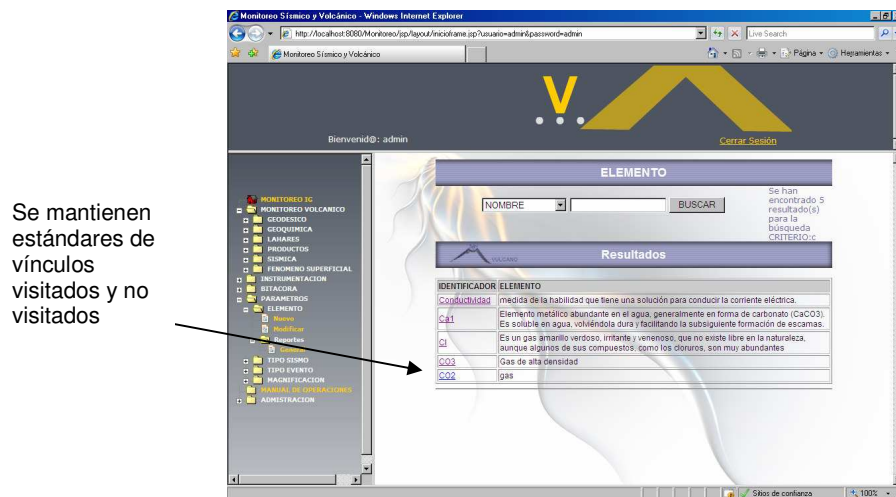 Monitoreo Sísmico y Volcánico - Windows Internet Explorer
http://localhost:8080/Monitoreo/jsp/layout/inicioframe.jsp?usuario=admin&password=admin
Live Search
Monitoreo Sísmico y Volcánico
Página
Herramientas
V
Bienvenid@: admin
Cerrar Sesión
Se mantienen
estándares de
vínculos
visitados y no
visitados
MONITOREO IG
MONITOREO VOLCANICO
GEODESICO
GEOQUIMICA
LAHARES
PRODUCTOS
SISMICA
FENOMENO SUPERFICIAL
INSTRUMENTACION
BITACORA
PARAMETROS
ELEMENTO
Nuevo
Modificar
Reportes
General
TIPO SISMO
TIPO EVENTO
MAGNIFICACION
MANUAL DE OPERACIONES
ADMISTRACION
ELEMENTO
NOMBRE BUSCAR
Se han
encontrado 5
resultado(s)
para la
búsqueda
CRITERIO:c
VULCANO
Resultados
IDENTIFICADOR ELEMENTO
Conductividad medida de la habilidad que tiene una solución para conducir la corriente eléctrica.
Ca1 Elemento metálico abundante en el agua, generalmente en forma de carbonato (CaCO3).
Es soluble en agua, volviéndola dura y facilitando la subsiguiente formación de escamas.
Cl Es un gas amarillo verdoso, irritante y venenoso, que no existe libre en la naturaleza,
aunque algunos de sus compuestos, como los cloruros, son muy abundantes
CO3 Gas de alta densidad
CO2 gas
Sitios de confianza
100%